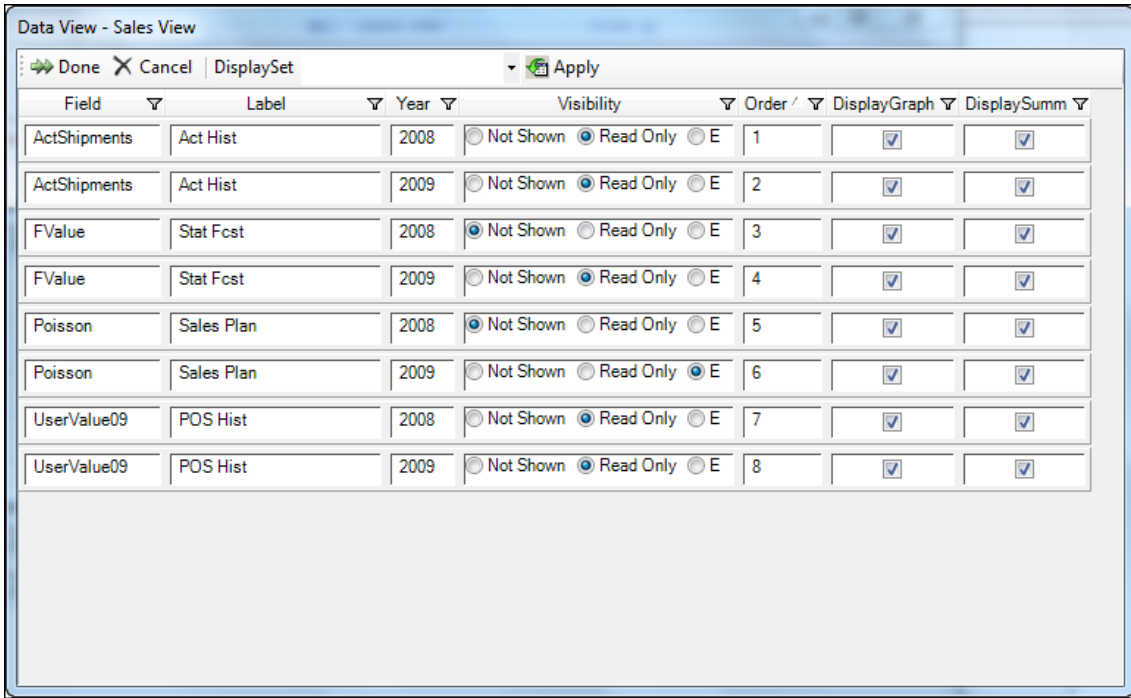 Data View - Sales View
Done Cancel DisplaySet Apply
Field Label Year Visibility Order DisplayGraph DisplaySumm
ActShipments Act Hist 2008 Not Shown Read Only E 1
ActShipments Act Hist 2009 Not Shown Read Only E 2
FValue Stat Fcst 2008 Not Shown Read Only E 3
FValue Stat Fcst 2009 Not Shown Read Only E 4
Poisson Sales Plan 2008 Not Shown Read Only E 5
Poisson Sales Plan 2009 Not Shown Read Only E 6
UserValue09 POS Hist 2008 Not Shown Read Only E 7
UserValue09 POS Hist 2009 Not Shown Read Only E 8